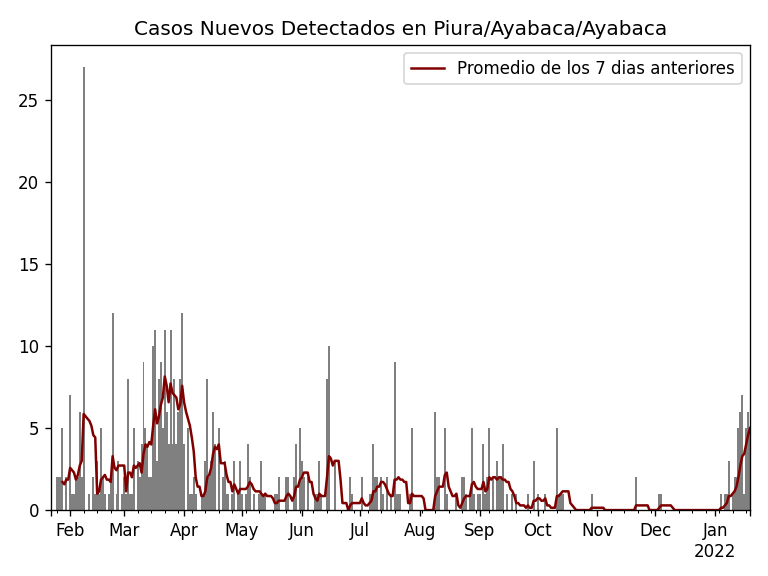 Casos Nuevos Detectados en Piura/Ayabaca/Ayabaca
Promedio de los 7 dias anteriores
25
20
15
10
5
0
Feb Mar Apr May Jun Jul Aug Sep Oct Nov Dec Jan
2022